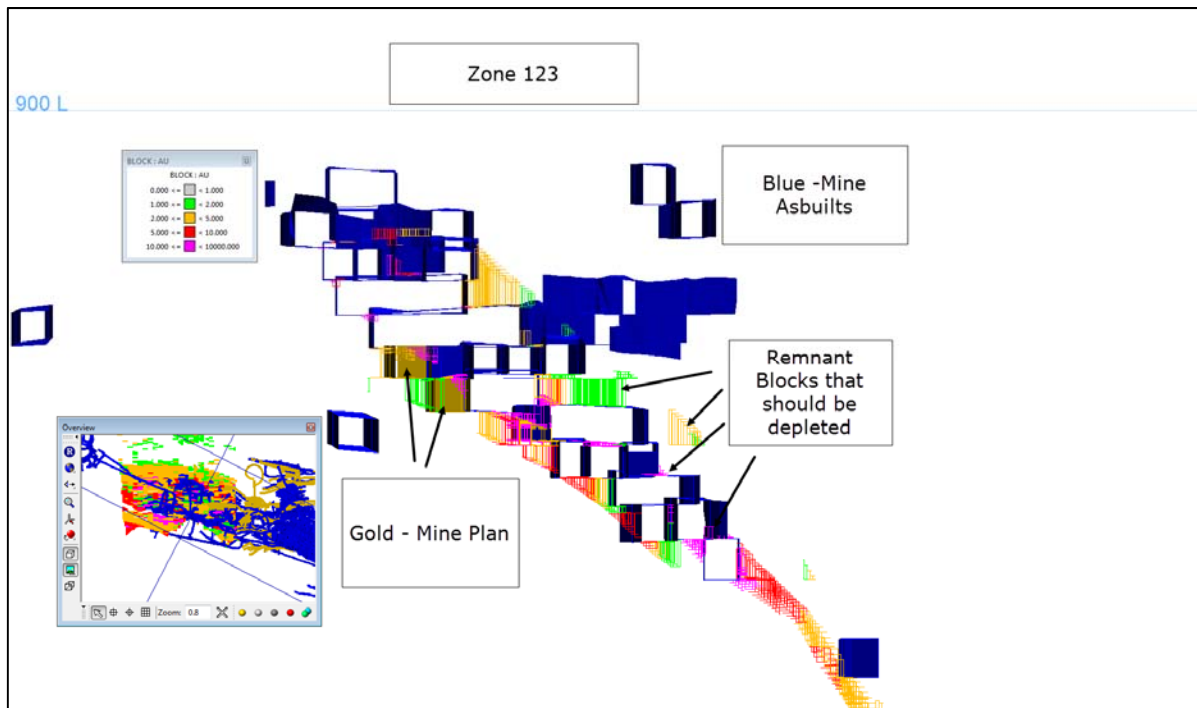 Zone 123
900 L
BLOCK : AU
BLOCK : AU
0.000 <= < 1.000
1.000 <= < 2.000
2.000 <= < 5.000
5.000 <= < 10.000
10.000 <= < 10000.000
Blue -Mine
Asbuilts
Remnant
Blocks that
should be
depleted
Overview
R
Gold - Mine Plan
Zoom: 0.8